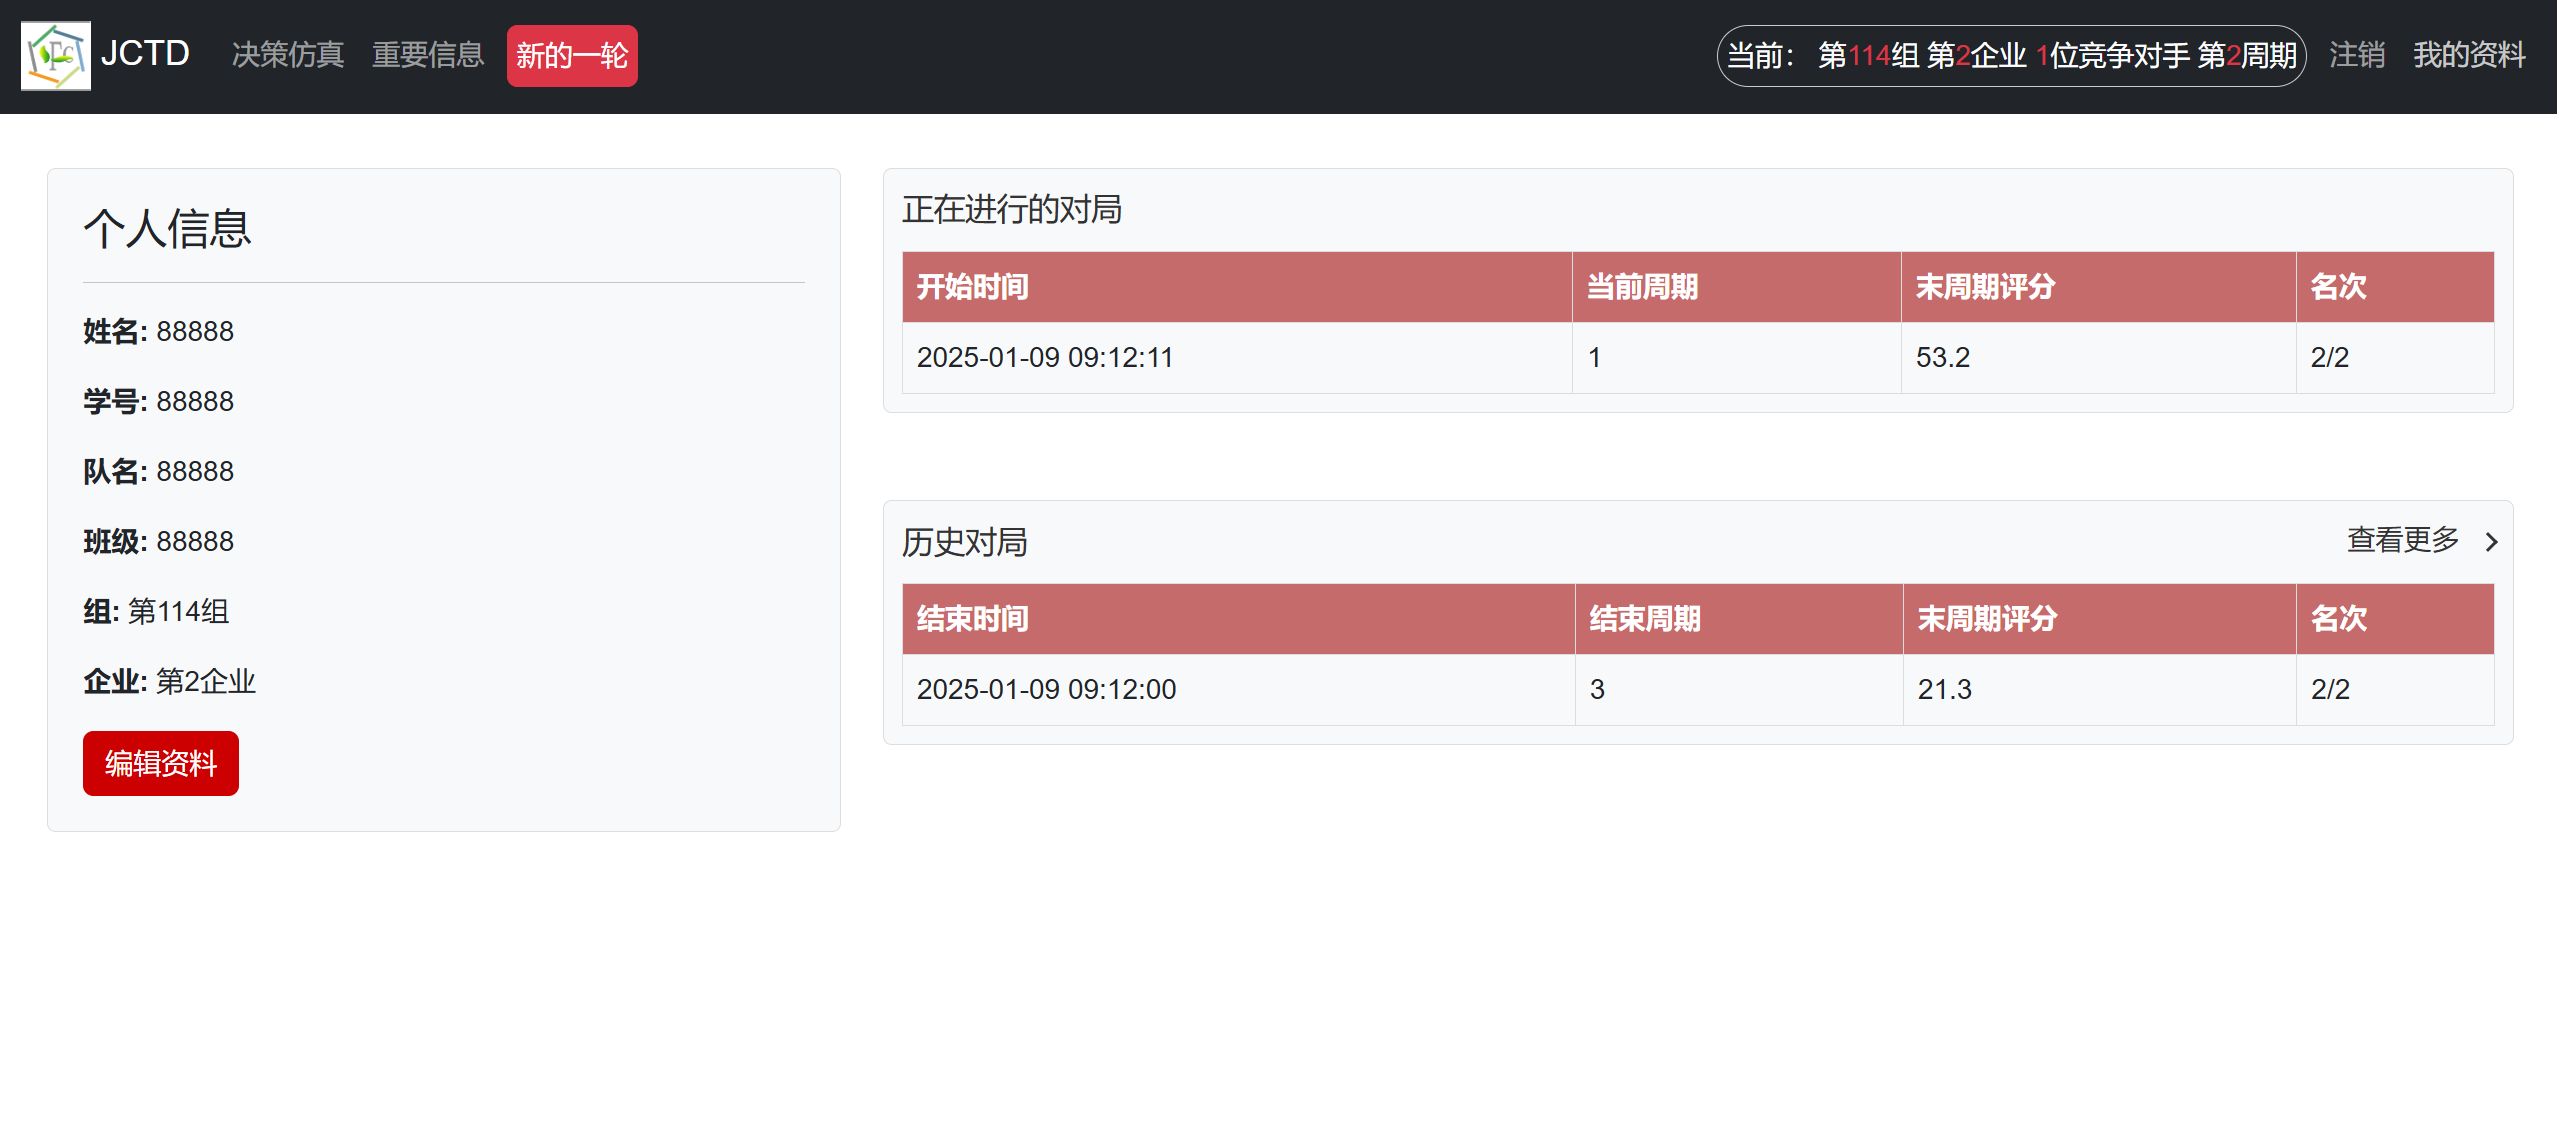 JCTD 决策仿真 重要信息 新的一轮 当前： 第114组 第2企业 1位竞争对手 第2周期 注销 我的资料
个人信息
姓名: 88888
学号: 88888
队名: 88888
班级: 88888
组: 第114组
企业: 第2企业
编辑资料
正在进行的对局
开始时间 当前周期 末周期评分 名次
2025-01-09 09:12:11 1 53.2 2/2
历史对局 查看更多
结束时间 结束周期 末周期评分 名次
2025-01-09 09:12:00 3 21.3 2/2